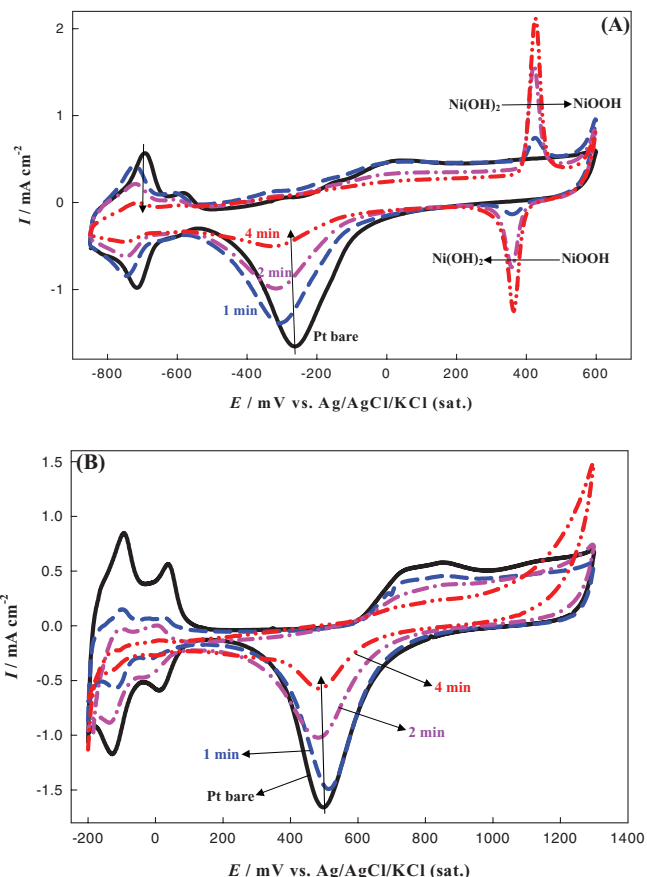 (A)
2
1
0
-1
I / mA cm-2
Ni(OH)2 NiOOH
4 min
2 min
1 min
Ni(OH)2 NiOOH
Pt bare
-800 -600 -400 -200 0 200 400 600
E / mV vs. Ag/AgCl/KCl (sat.)
(B)
1.5
1.0
0.5
0.0
-0.5
-1.0
-1.5
I / mA cm-2
4 min
2 min
1 min
Pt bare
-200 0 200 400 600 800 1000 1200 1400
E / mV vs. Ag/AgCl/KCl (sat.)